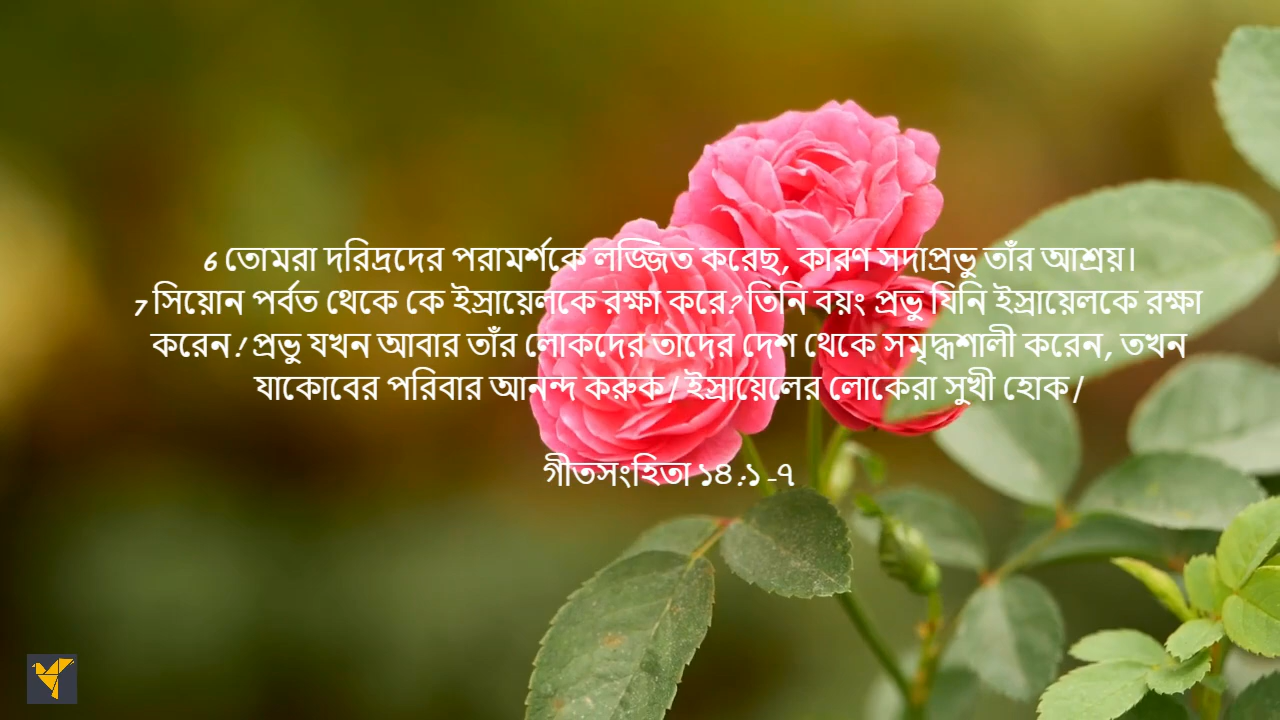 6 তোমরা দরিদ্রদের পরামর্শকে লজ্জিত করেছ, কারণ সদাপ্রভু তাঁর আশ্রয়।
7 সিয়োন পর্বত থেকে কে ইস্রায়েলকে রক্ষা করে? তিনি বয়ং প্রভু যিনি ইস্রায়েলকে রক্ষা
করেন! প্রভু যখন আবার তাঁর লোকদের তাদের দেশ থেকে সমৃদ্ধশালী করেন, তখন
যাকোবের পরিবার আনন্দ করুক/ ইস্রায়েলের লোকেরা সুখী হোক/
গীতসংহিতা ১৪:১-৭